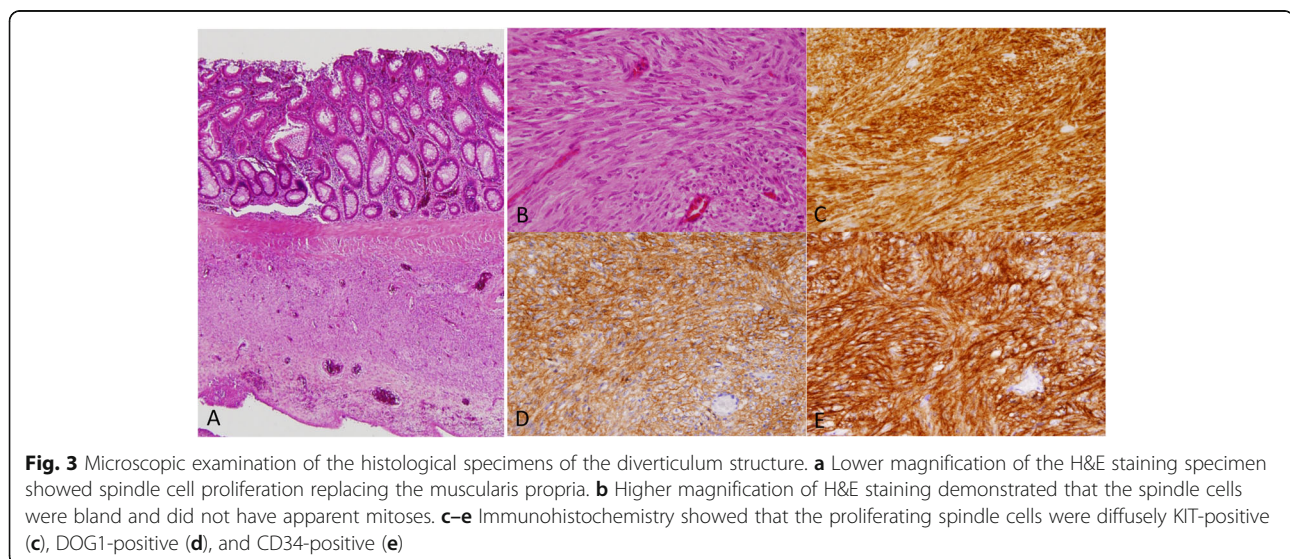 A
B
C
D
E
Fig. 3 Microscopic examination of the histological specimens of the diverticulum structure. a Lower magnification of the H&E staining specimen
showed spindle cell proliferation replacing the muscularis propria. b Higher magnification of H&E staining demonstrated that the spindle cells
were bland and did not have apparent mitoses. c–e Immunohistochemistry showed that the proliferating spindle cells were diffusely KIT-positive
(c), DOG1-positive (d), and CD34-positive (e)